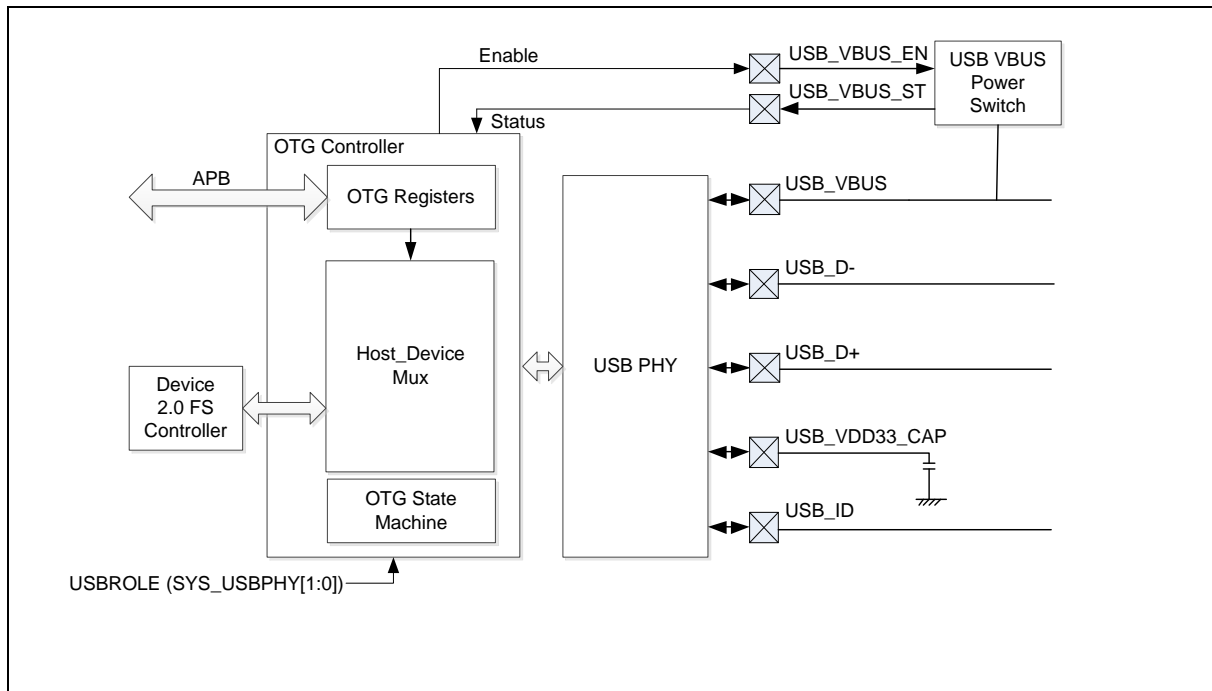 Enable
USB_VBUS_EN
USB VBUS
Power
Switch
USB_VBUS_ST
Status
OTG Controller
APB
OTG Registers
USB_VBUS
USB_D-
Host_Device
Mux
USB PHY
USB_D+
Device
2.0 FS
Controller
USB_VDD33_CAP
OTG State
Machine
USB_ID
USBROLE (SYS_USBPHY[1:0])